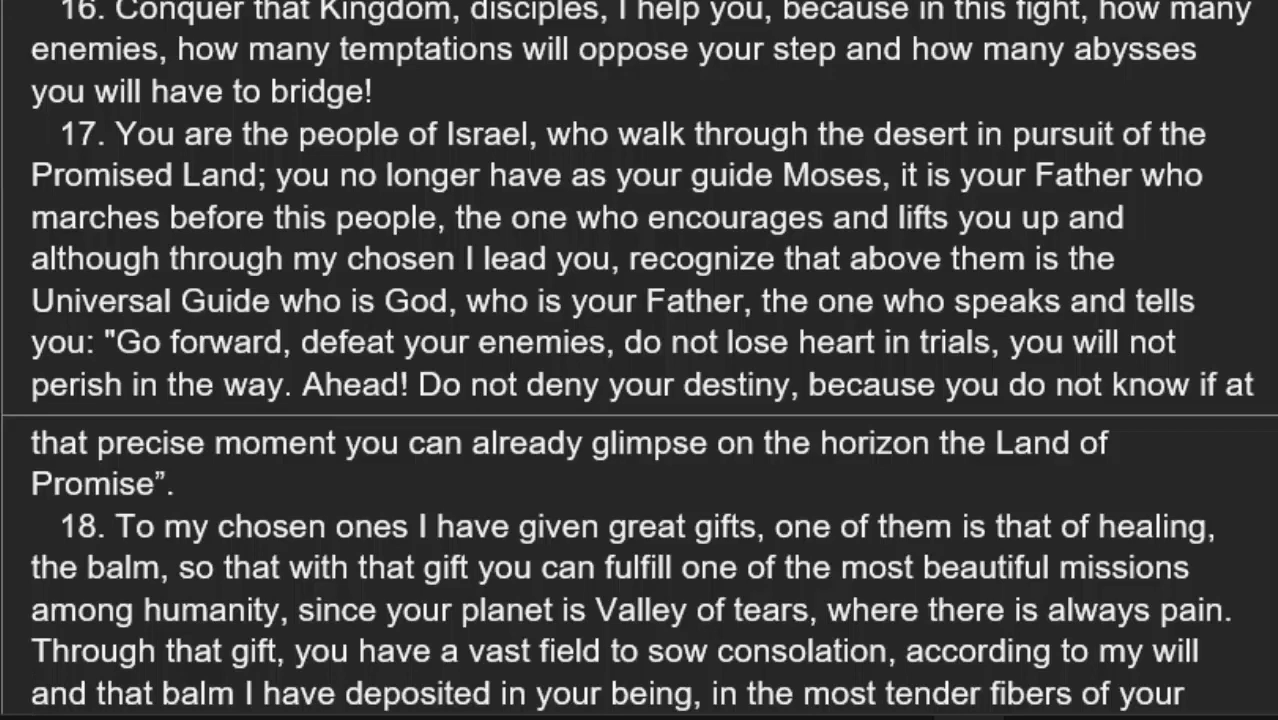 16. Conquer that Kingdom, disciples, I help you, because in this fight, how many
enemies, how many temptations will oppose your step and how many abysses
you will have to bridge!
17. You are the people of Israel, who walk through the desert in pursuit of the
Promised Land; you no longer have as your guide Moses, it is your Father who
marches before this people, the one who encourages and lifts you up and
although through my chosen I lead you, recognize that above them is the
Universal Guide who is God, who is your Father, the one who speaks and tells
you: "Go forward, defeat your enemies, do not lose heart in trials, you will not
perish in the way. Ahead! Do not deny your destiny, because you do not know if at
that precise moment you can already glimpse on the horizon the Land of
Promise”.
18. To my chosen ones I have given great gifts, one of them is that of healing,
the balm, so that with that gift you can fulfill one of the most beautiful missions
among humanity, since your planet is Valley of tears, where there is always pain.
Through that gift, you have a vast field to sow consolation, according to my will
and that balm I have deposited in your being, in the most tender fibers of your